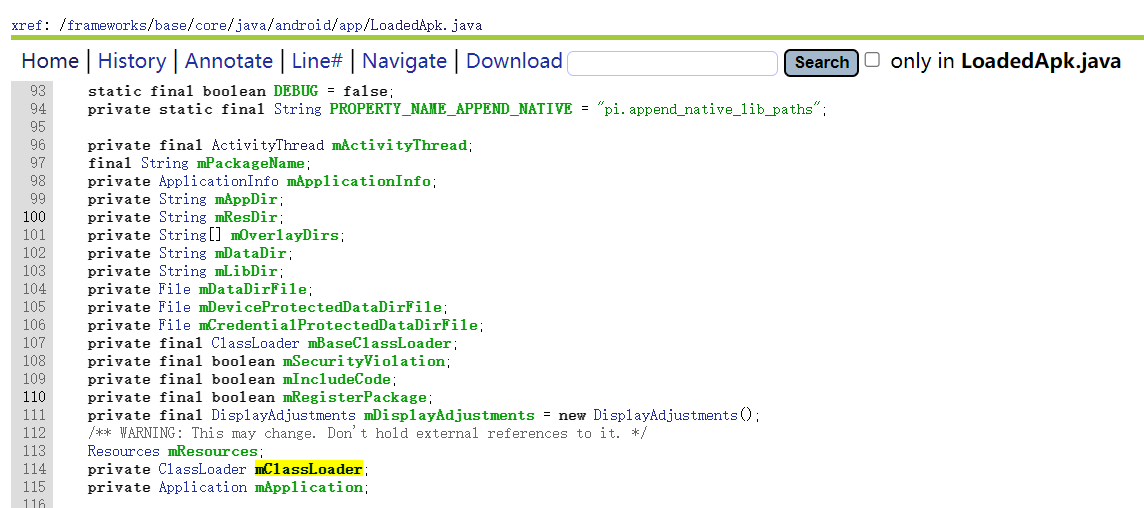 xref: /frameworks/base/core/java/android/app/LoadedApk.java
Home | History | Annotate | Line# | Navigate | Download Search only in LoadedApk.java
93 static final boolean DEBUG = false;
94 private static final String PROPERTY_NAME_APPEND_NATIVE = "pi.append_native_lib_paths";
95
96 private final ActivityThread mActivityThread;
97 final String mPackageName;
98 private ApplicationInfo mApplicationInfo;
99 private String mAppDir;
100 private String mResDir;
101 private String[] mOverlayDirs;
102 private String mDataDir;
103 private String mLibDir;
104 private File mDataDirFile;
105 private File mDeviceProtectedDataDirFile;
106 private File mCredentialProtectedDataDirFile;
107 private final ClassLoader mBaseClassLoader;
108 private final boolean mSecurityViolation;
109 private final boolean mIncludeCode;
110 private final boolean mRegisterPackage;
111 private final DisplayAdjustments mDisplayAdjustments = new DisplayAdjustments();
112 /** WARNING: This may change. Don't hold external references to it. */
113 Resources mResources;
114 private ClassLoader mClassLoader;
115 private Application mApplication;
116